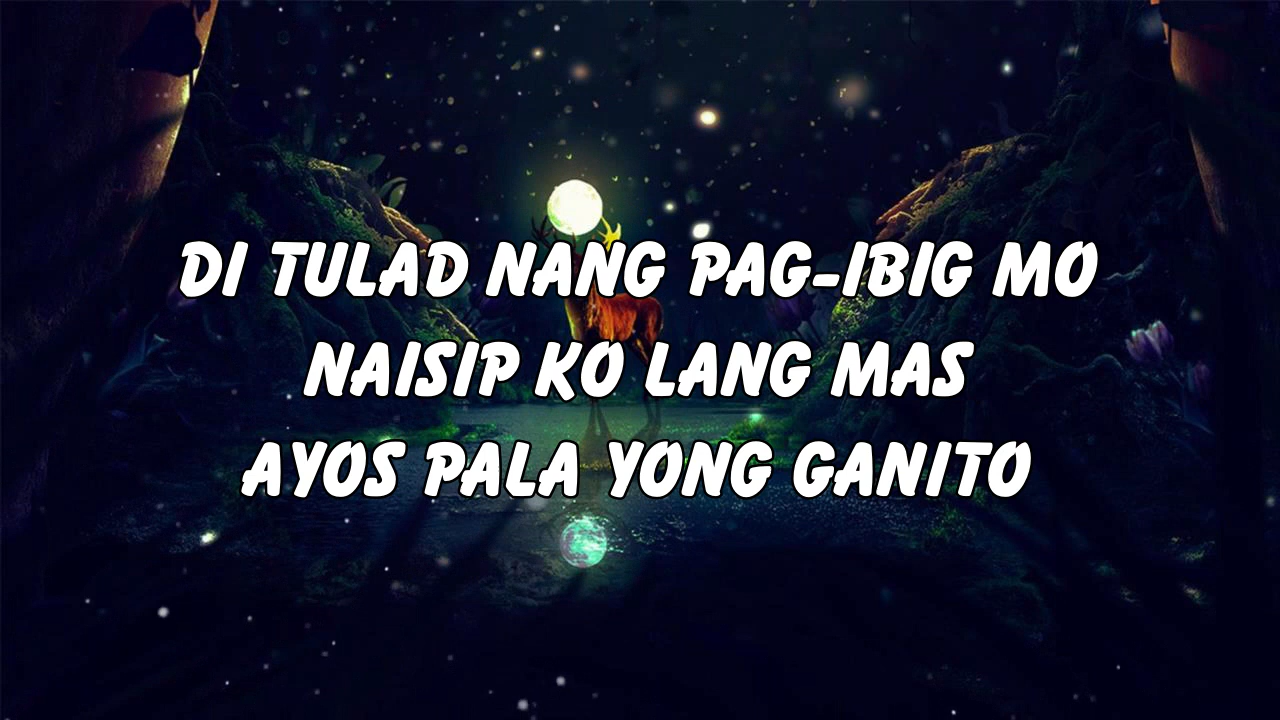 DI TULAD NANG PAG-IBIG MO
NAISIP KO LANG MAS
AYOS PALA YONG GANITO